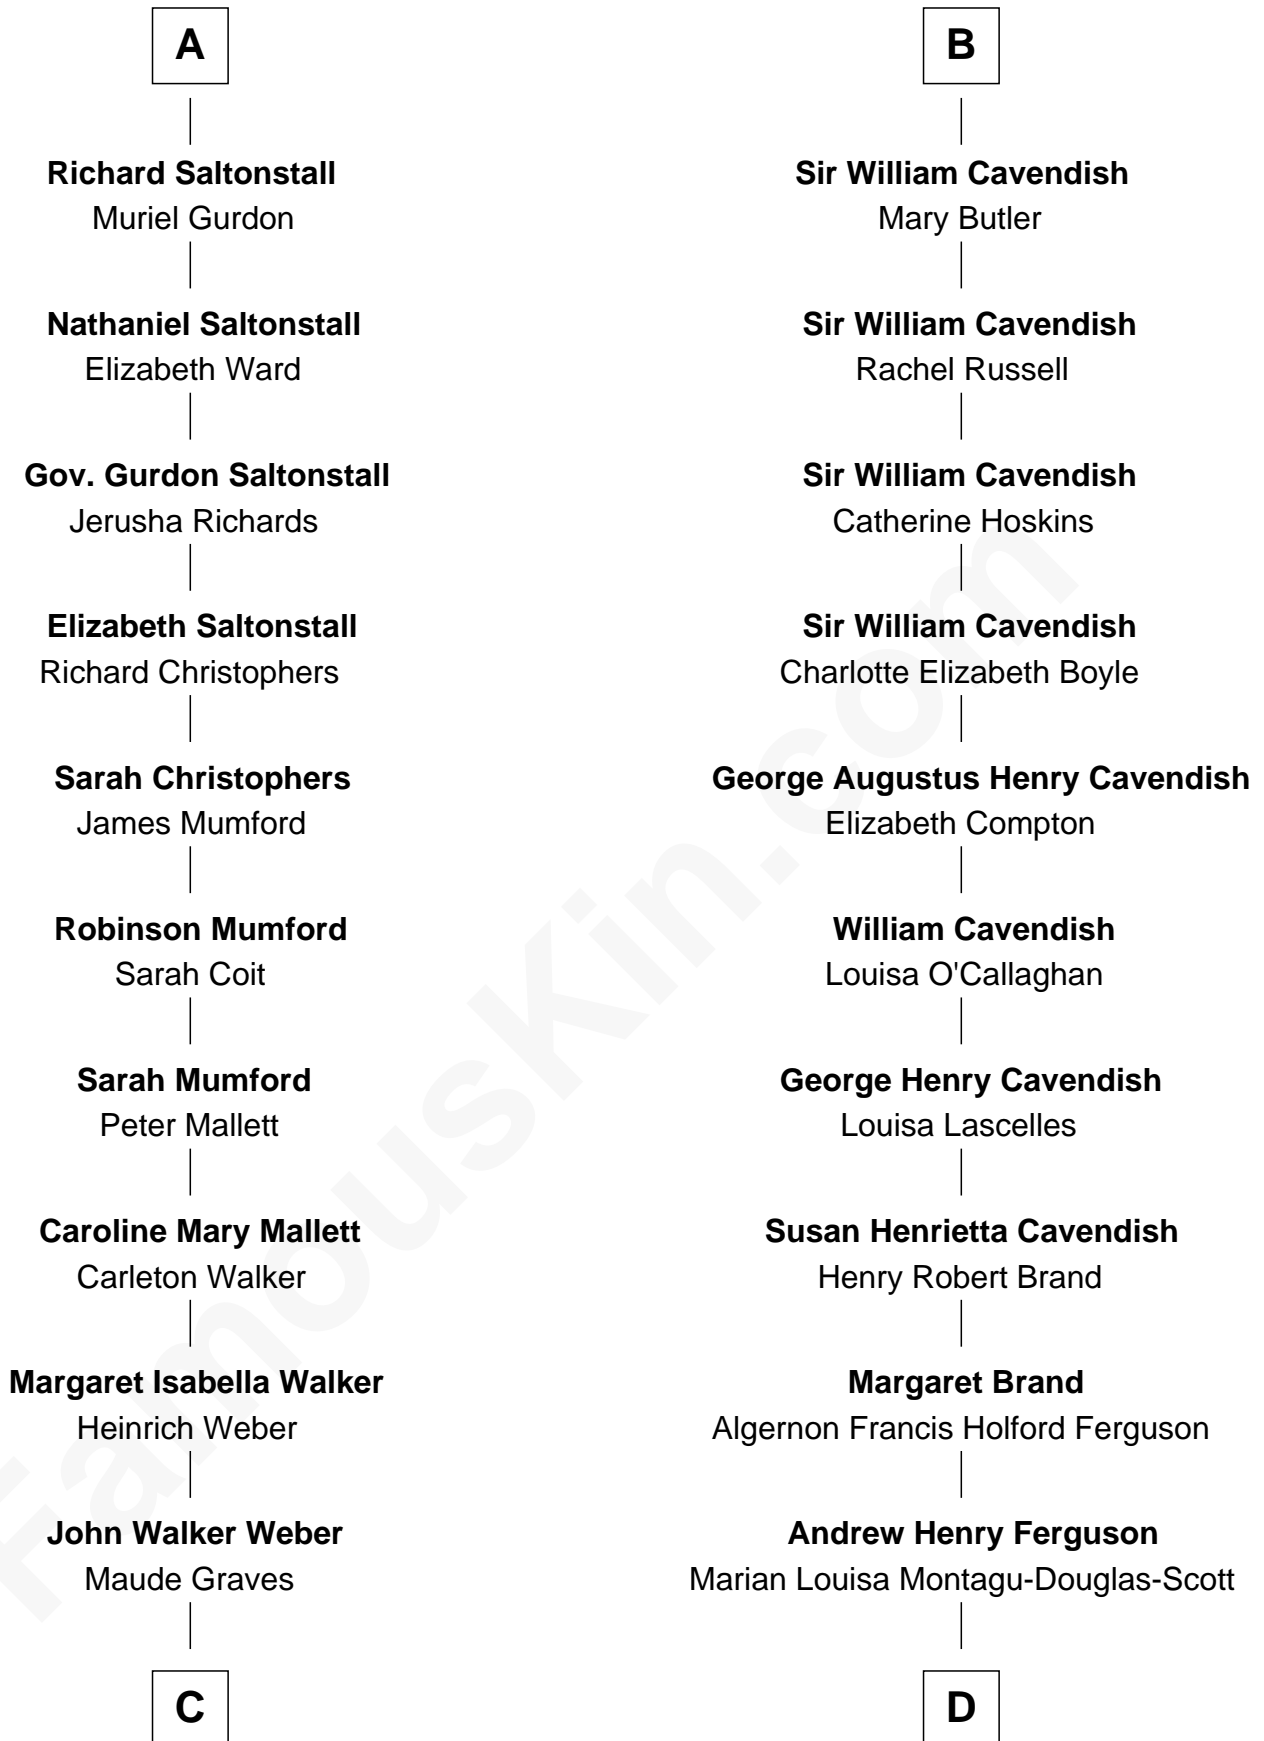 A
Richard Saltonstall
Muriel Gurdon
Nathaniel Saltonstall
Elizabeth Ward
Gov. Gurdon Saltonstall
Jerusha Richards
Elizabeth Saltonstall
Richard Christophers
Sarah Christophers
James Mumford
Robinson Mumford
Sarah Coit
Sarah Mumford
Peter Mallett
Caroline Mary Mallett
Carleton Walker
Margaret Isabella Walker
Heinrich Weber
John Walker Weber
Maude Graves
C
B
Sir William Cavendish
Mary Butler
Sir William Cavendish
Rachel Russell
Sir William Cavendish
Catherine Hoskins
Sir William Cavendish
Charlotte Elizabeth Boyle
George Augustus Henry Cavendish
Elizabeth Compton
William Cavendish
Louisa O'Callaghan
George Henry Cavendish
Louisa Lascelles
Susan Henrietta Cavendish
Henry Robert Brand
Margaret Brand
Algernon Francis Holford Ferguson
Andrew Henry Ferguson
Marian Louisa Montagu-Douglas-Scott
D
FamousKin.com